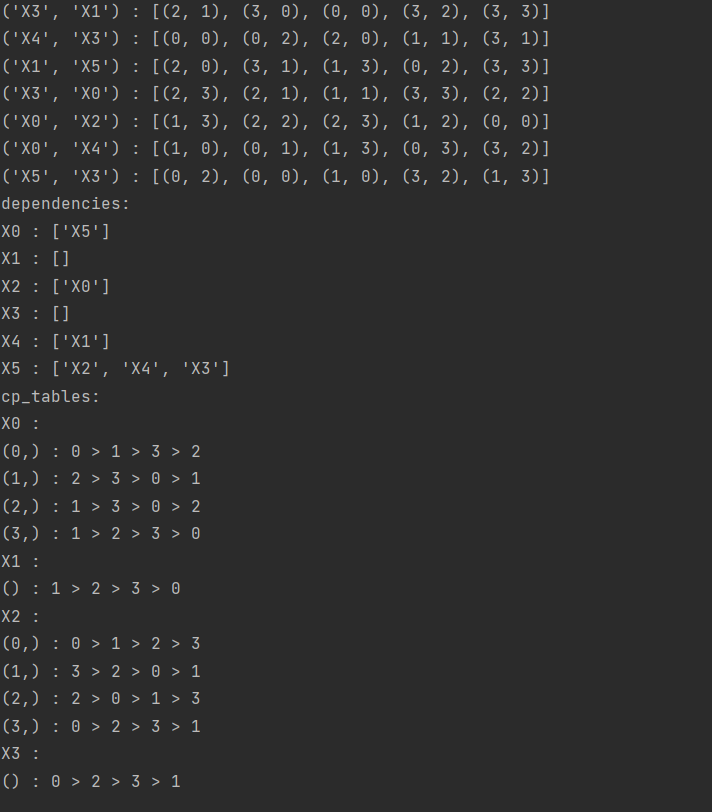 ('X3', 'X1') : [(2, 1), (3, 0), (0, 0), (3, 2), (3, 3)]
('X4', 'X3') : [(0, 0), (0, 2), (2, 0), (1, 1), (3, 1)]
('X1', 'X5') : [(2, 0), (3, 1), (1, 3), (0, 2), (3, 3)]
('X3', 'X0') : [(2, 3), (2, 1), (1, 1), (3, 3), (2, 2)]
('X0', 'X2') : [(1, 3), (2, 2), (2, 3), (1, 2), (0, 0)]
('X0', 'X4') : [(1, 0), (0, 1), (1, 3), (0, 3), (3, 2)]
('X5', 'X3') : [(0, 2), (0, 0), (1, 0), (3, 2), (1, 3)]
dependencies:
X0 : ['X5']
X1 : []
X2 : ['X0']
X3 : []
X4 : ['X1']
X5 : ['X2', 'X4', 'X3']
cp_tables:
X0 :
(0,) : 0 > 1 > 3 > 2
(1,) : 2 > 3 > 0 > 1
(2,) : 1 > 3 > 0 > 2
(3,) : 1 > 2 > 3 > 0
X1 :
() : 1 > 2 > 3 > 0
X2 :
(0,) : 0 > 1 > 2 > 3
(1,) : 3 > 2 > 0 > 1
(2,) : 2 > 0 > 1 > 3
(3,) : 0 > 2 > 3 > 1
X3 :
() : 0 > 2 > 3 > 1